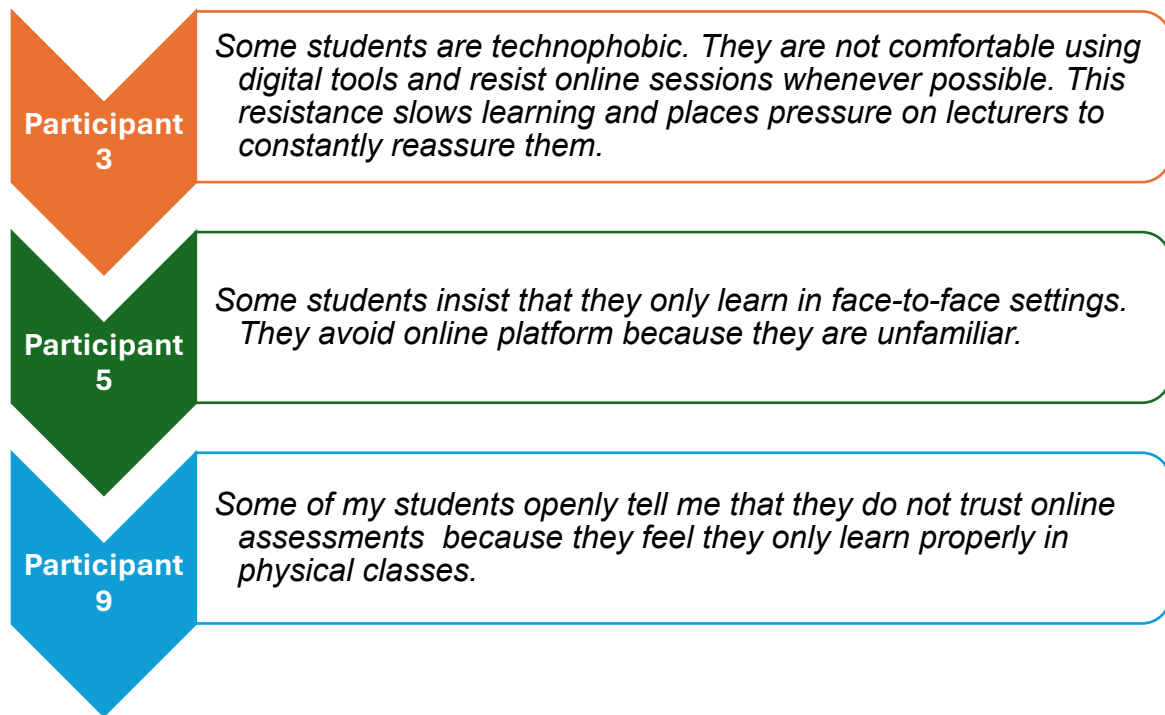 Participant
3
Some students are technophobic. They are not comfortable using
digital tools and resist online sessions whenever possible. This
resistance slows learning and places pressure on lecturers to
constantly reassure them.
Participant
5
Some students insist that they only learn in face-to-face settings.
They avoid online platform because they are unfamiliar.
Participant
9
Some of my students openly tell me that they do not trust online
assessments  because they feel they only learn properly in
physical classes.